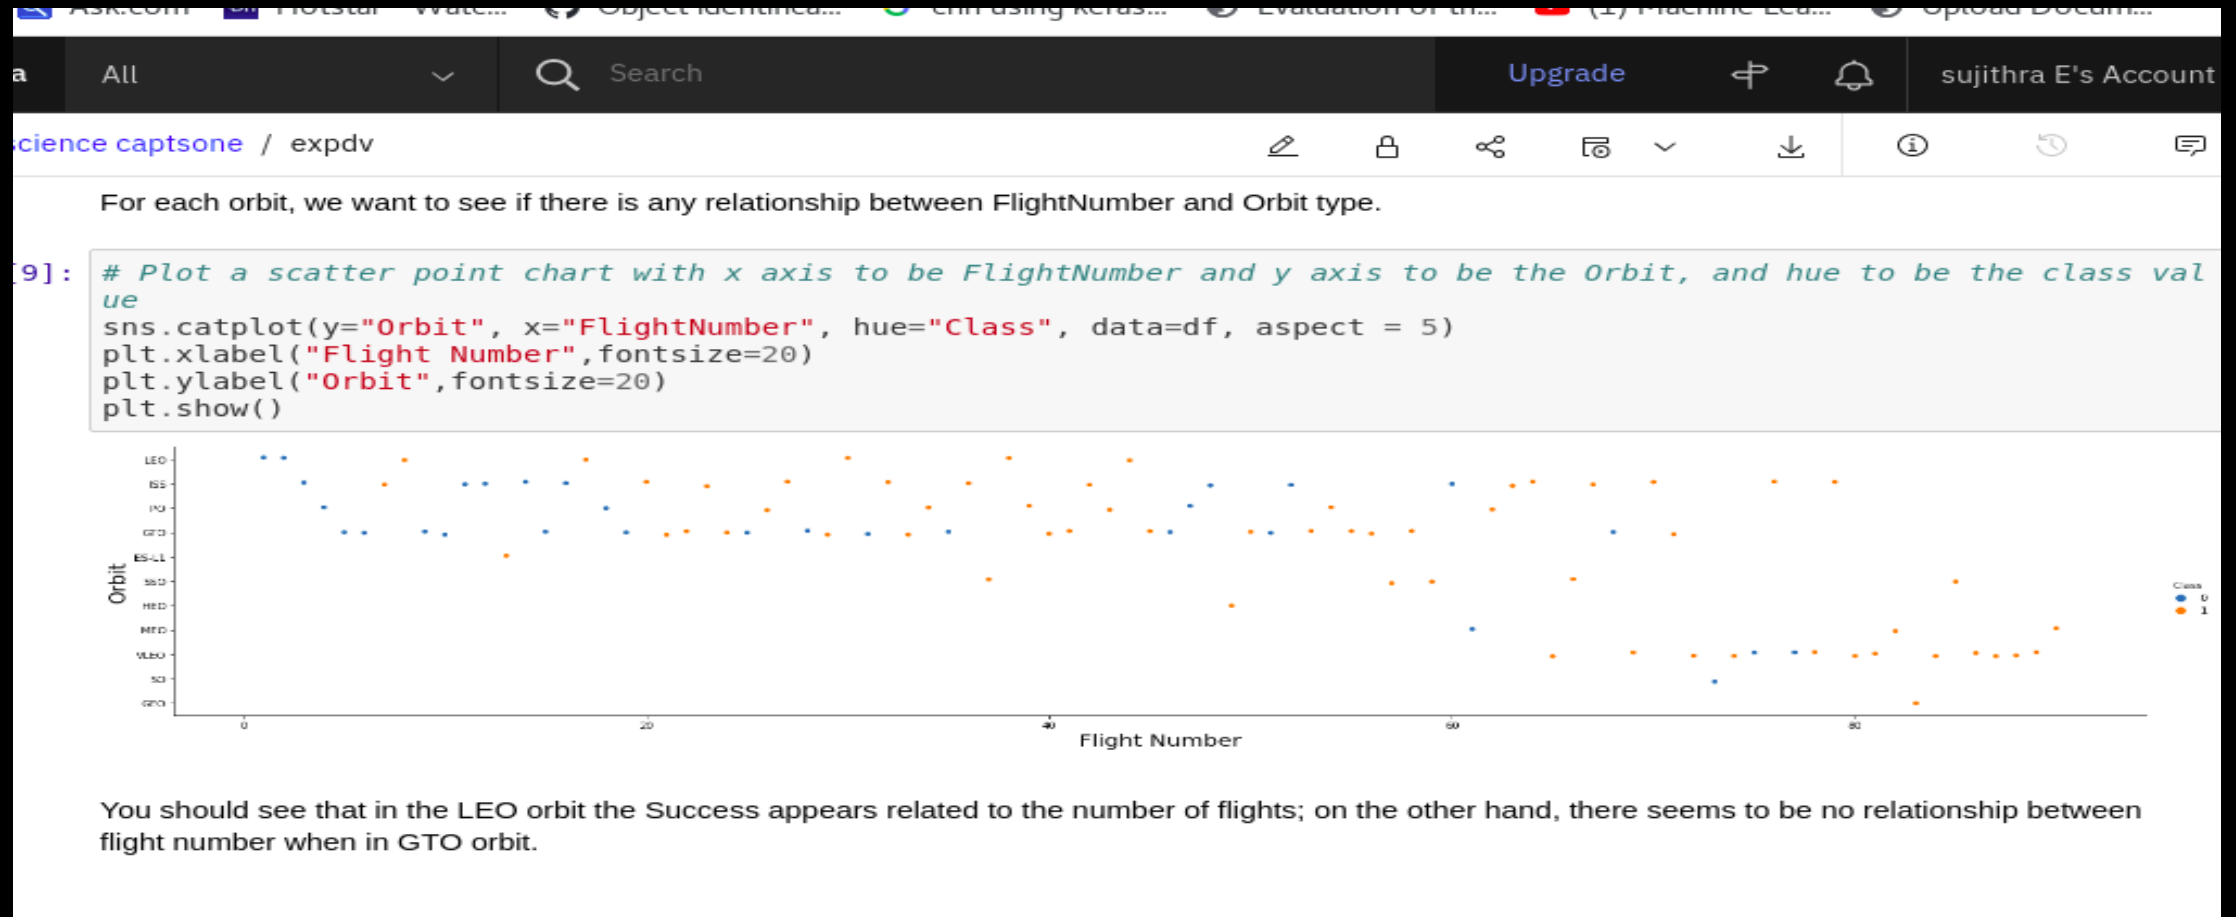 a All Search Upgrade sujithra E's Account
science captsone / expdv
For each orbit, we want to see if there is any relationship between FlightNumber and Orbit type.
[9]: # Plot a scatter point chart with x axis to be FlightNumber and y axis to be the Orbit, and hue to be the class val
ue
sns.catplot(y="Orbit", x="FlightNumber", hue="Class", data=df, aspect = 5)
plt.xlabel("Flight Number",fontsize=20)
plt.ylabel("Orbit",fontsize=20)
plt.show()
LEO
ISS
PO
GTO
ES-L1
SSO
HEO
MEO
VLEO
SO
GEO
Orbit
Class
0
1
0 20 40 60 80
Flight Number
You should see that in the LEO orbit the Success appears related to the number of flights; on the other hand, there seems to be no relationship between
flight number when in GTO orbit.